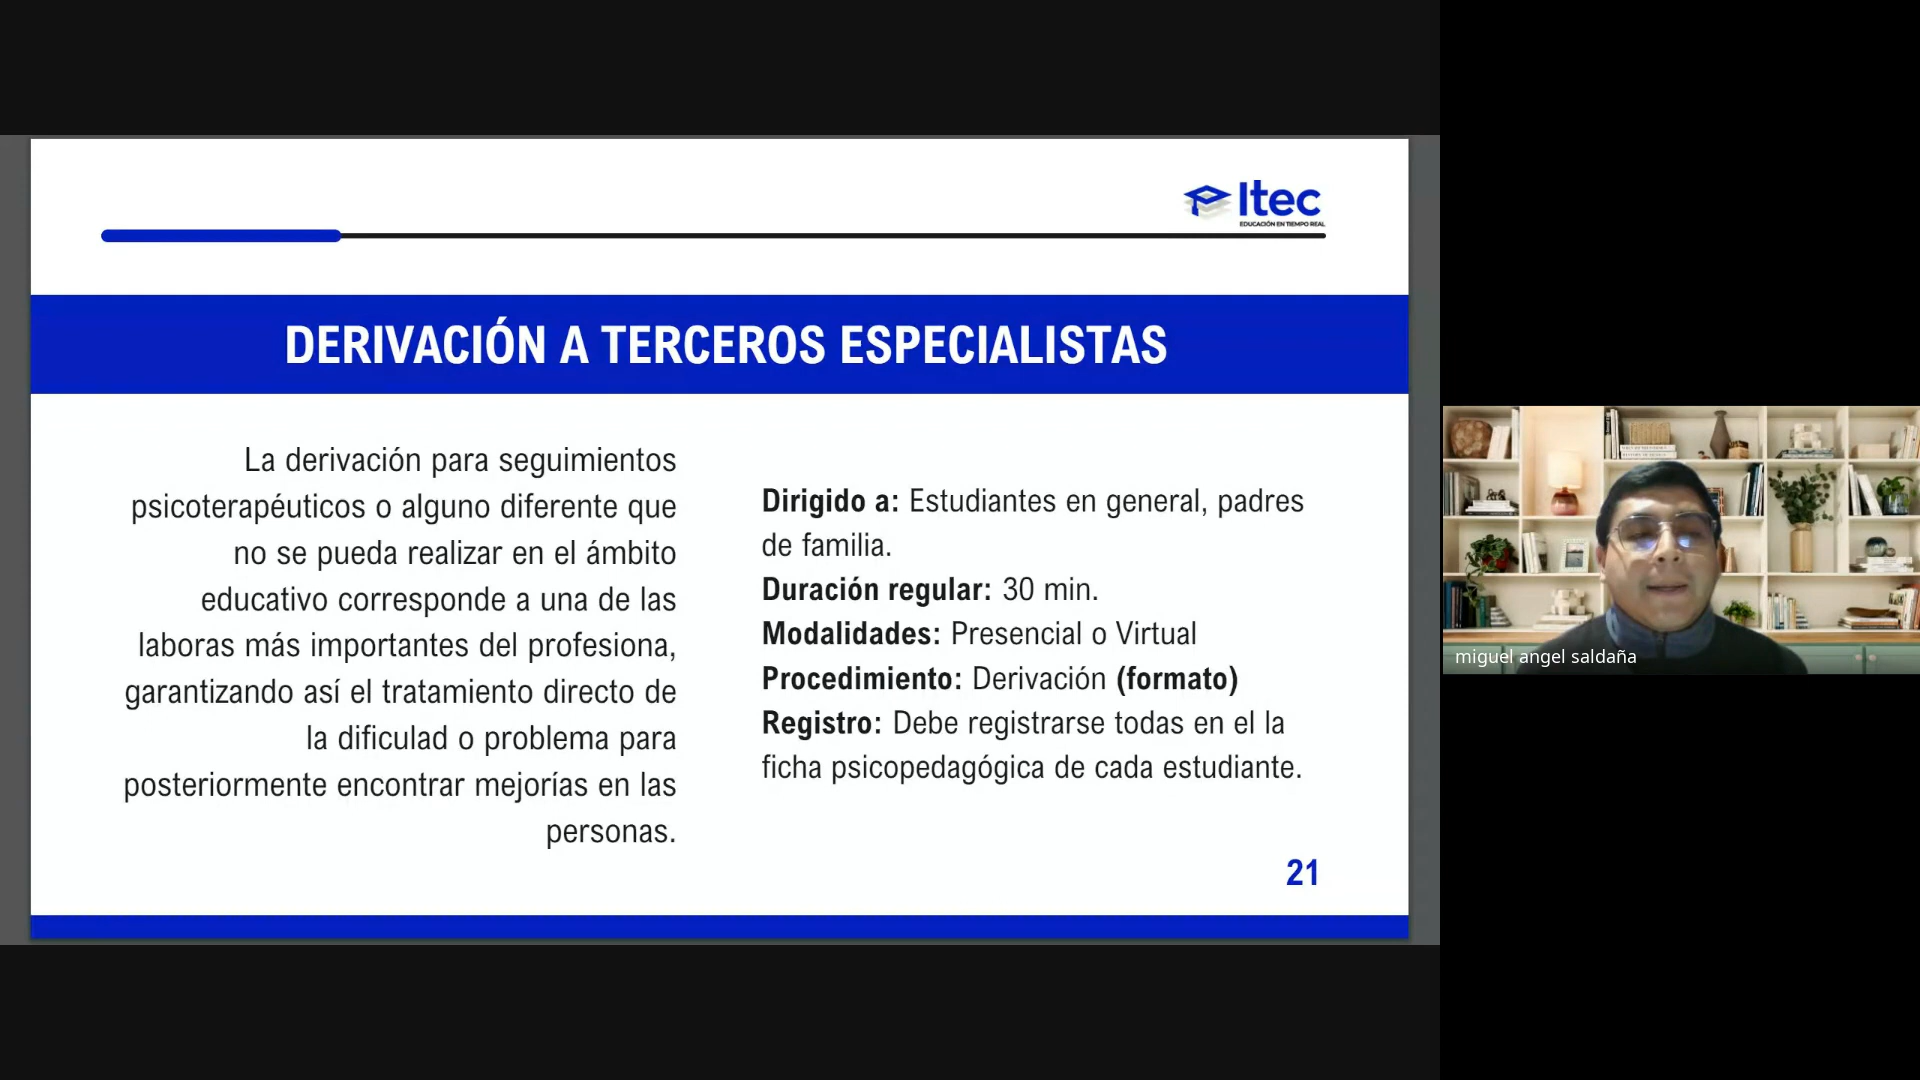 Itec
EDUCACIÓN EN TIEMPO REAL
DERIVACIÓN A TERCEROS ESPECIALISTAS
La derivación para seguimientos
psicoterapéuticos o alguno diferente que
no se pueda realizar en el ámbito
educativo corresponde a una de las
laboras más importantes del profesiona,
garantizando así el tratamiento directo de
la dificulad o problema para
posteriormente encontrar mejorías en las
personas.
Dirigido a: Estudiantes en general, padres
de familia.
Duración regular: 30 min.
Modalidades: Presencial o Virtual
Procedimiento: Derivación (formato)
Registro: Debe registrarse todas en el la
ficha psicopedagógica de cada estudiante.
21
miguel angel saldaña